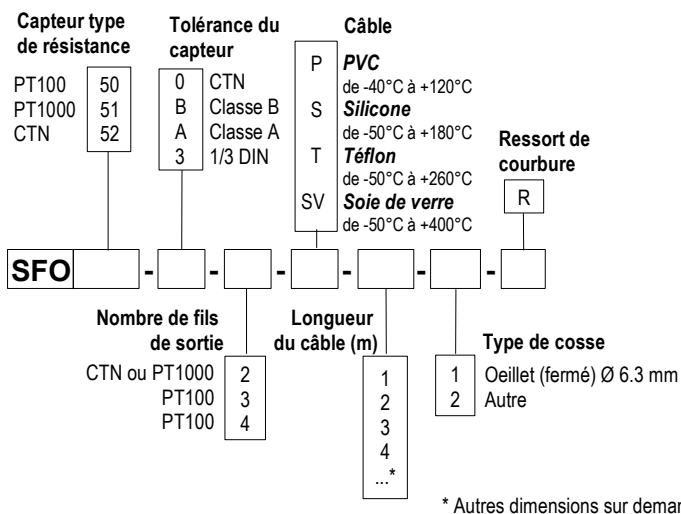 Capteur type
de résistance
PT100 50
PT1000 51
CTN 52
Tolérance du
capteur
0 CTN
B Classe B
A Classe A
3 1/3 DIN
Câble
P PVC
de -40°C à +120°C
S Silicone
de -50°C à +180°C
T Téflon
de -50°C à +260°C
SV Soie de verre
de -50°C à +400°C
Ressort de
courbure
R
SFO - - - - - -
Nombre de fils
de sortie
CTN ou PT1000 2
PT100 3
PT100 4
Longueur
du câble (m)
1
2
3
4
...*
Type de cosse
1 Oeillet (fermé) Ø 6.3 mm
2 Autre
* Autres dimensions sur